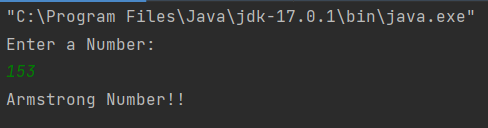 "C:\Program Files\Java\jdk-17.0.1\bin\java.exe"
Enter a Number:
153
Armstrong Number!!